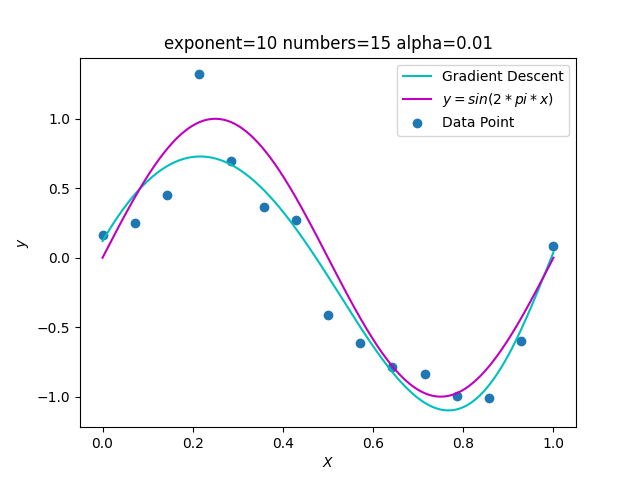 exponent=10 numbers=15 alpha=0.01
Gradient Descent
y = sin(2 * pi * x)
Data Point
1.0
0.5
0.0
−0.5
−1.0
y
0.0 0.2 0.4 0.6 0.8 1.0
X